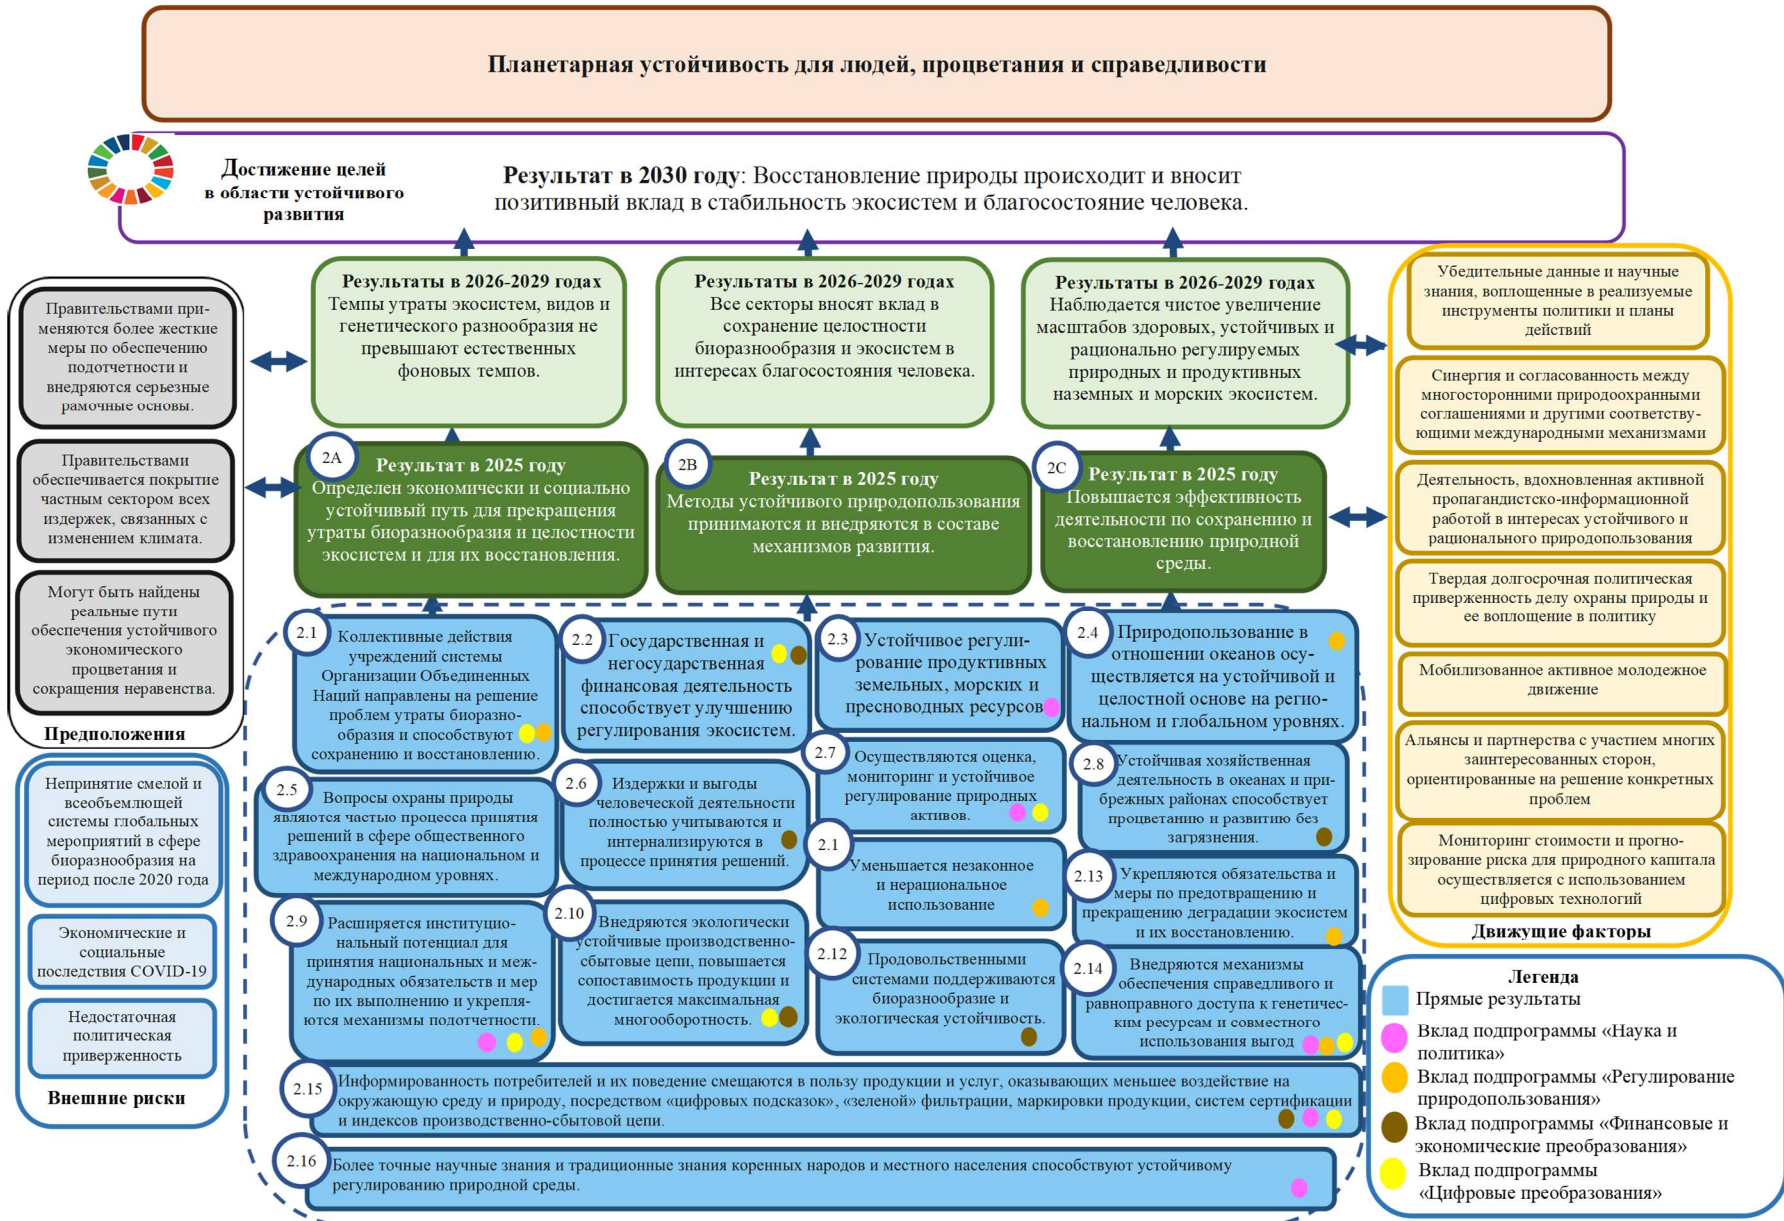 Планетарная устойчивость для людей, процветания и справедливости
Достижение целей
в области устойчивого
развития
Результат в 2030 году: Восстановление природы происходит и вносит
позитивный вклад в стабильность экосистем и благосостояние человека.
Правительствами при-
меняются более жесткие
меры по обеспечению
подотчетности и
внедряются серьезные
рамочные основы.
Правительствами
обеспечивается покрытие
частным сектором всех
издержек, связанных с
изменением климата.
Могут быть найдены
реальные пути
обеспечения устойчивого
экономического
процветания и
сокращения неравенства.
Предположения
Непринятие смелой и
всеобъемлющей
системы глобальных
мероприятий в сфере
биоразнообразия на
период после 2020 года
Экономические и
социальные
последствия COVID-19
Недостаточная
политическая
приверженность
Внешние риски
Результаты в 2026-2029 годах
Темпы утраты экосистем, видов и
генетического разнообразия не
превышают естественных
фоновых темпов.
Результаты в 2026-2029 годах
Все секторы вносят вклад в
сохранение целостности
биоразнообразия и экосистем в
интересах благосостояния человека.
Результаты в 2026-2029 годах
Наблюдается чистое увеличение
масштабов здоровых, устойчивых и
рационально регулируемых
природных и продуктивных
наземных и морских экосистем.
2A
Результат в 2025 году
Определен экономически и социально
устойчивый путь для прекращения
утраты биоразнообразия и целостности
экосистем и для их восстановления.
2B
Результат в 2025 году
Методы устойчивого природопользования
принимаются и внедряются в составе
механизмов развития.
2C
Результат в 2025 году
Повышается эффективность
деятельности по сохранению и
восстановлению природной
среды.
2.1
Коллективные действия
учреждений системы
Организации Объединенных
Наций направлены на решение
проблем утраты биоразно-
образия и способствуют
сохранению и восстановлению.
2.2
Государственная и
негосударственная
финансовая деятельность
способствует улучшению
регулирования экосистем.
2.3
Устойчивое регули-
рование продуктивных
земельных, морских и
пресноводных ресурсов
2.4
Природопользование в
отношении океанов осу-
ществляется на устойчивой и
целостной основе на регио-
нальном и глобальном уровнях.
2.5
Вопросы охраны природы
являются частью процесса принятия
решений в сфере общественного
здравоохранения на национальном и
международном уровнях.
2.6
Издержки и выгоды
человеческой деятельности
полностью учитываются и
интернализируются в
процессе принятия решений.
2.7
Осуществляются оценка,
мониторинг и устойчивое
регулирование природных
активов.
2.8
Устойчивая хозяйственная
деятельность в океанах и при-
брежных районах способствует
процветанию и развитию без
загрязнения.
2.9
Расширяется институцио-
нальный потенциал для
принятия национальных и меж-
дународных обязательств и мер
по их выполнению и укрепля-
ются механизмы подотчетности.
2.10
Внедряются экологически
устойчивые производственно-
сбытовые цепи, повышается
сопоставимость продукции и
достигается максимальная
многооборотность.
2.1
Уменьшается незаконное
и нерациональное
использование
2.12
Продовольственными
системами поддерживаются
биоразнообразие и
экологическая устойчивость.
2.13
Укрепляются обязательства и
меры по предотвращению и
прекращению деградации экосистем
и их восстановлению.
2.14
Внедряются механизмы
обеспечения справедливого и
равноправного доступа к генетичес-
ким ресурсам и совместного
использования выгод
2.15
Информированность потребителей и их поведение смещаются в пользу продукции и услуг, оказывающих меньшее воздействие на
окружающую среду и природу, посредством «цифровых подсказок», «зеленой» фильтрации, маркировки продукции, систем сертификации
и индексов производственно-сбытовой цепи.
2.16
Более точные научные знания и традиционные знания коренных народов и местного населения способствуют устойчивому
регулированию природной среды.
Убедительные данные и научные
знания, воплощенные в реализуемые
инструменты политики и планы
действий
Синергия и согласованность между
многосторонними природоохранными
соглашениями и другими соответству-
ющими международными механизмами
Деятельность, вдохновленная активной
пропагандистско-информационной
работой в интересах устойчивого и
рационального природопользования
Твердая долгосрочная политическая
приверженность делу охраны природы и
ее воплощение в политику
Мобилизованное активное молодежное
движение
Альянсы и партнерства с участием многих
заинтересованных сторон,
ориентированные на решение конкретных
проблем
Мониторинг стоимости и прогно-
зирование риска для природного капитала
осуществляется с использованием
цифровых технологий
Движущие факторы
Легенда
Прямые результаты
Вклад подпрограммы «Наука и
политика»
Вклад подпрограммы «Регулирование
природопользования»
Вклад подпрограммы «Финансовые и
экономические преобразования»
Вклад подпрограммы
«Цифровые преобразования»